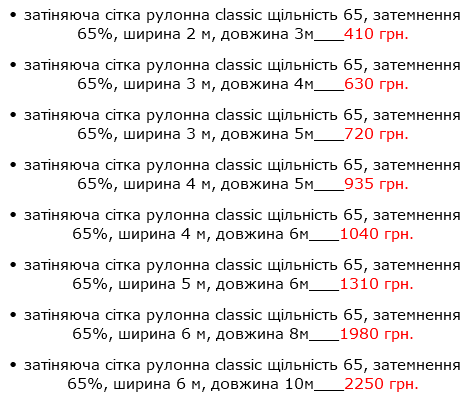 • затіняюча сітка рулонна classic щільність 65, затемнення
65%, ширина 2 м, довжина 3м___410 грн.
• затіняюча сітка рулонна classic щільність 65, затемнення
65%, ширина 3 м, довжина 4м___630 грн.
• затіняюча сітка рулонна classic щільність 65, затемнення
65%, ширина 3 м, довжина 5м___720 грн.
• затіняюча сітка рулонна classic щільність 65, затемнення
65%, ширина 4 м, довжина 5м___935 грн.
• затіняюча сітка рулонна classic щільність 65, затемнення
65%, ширина 4 м, довжина 6м___1040 грн.
• затіняюча сітка рулонна classic щільність 65, затемнення
65%, ширина 5 м, довжина 6м___1310 грн.
• затіняюча сітка рулонна classic щільність 65, затемнення
65%, ширина 6 м, довжина 8м___1980 грн.
• затіняюча сітка рулонна classic щільність 65, затемнення
65%, ширина 6 м, довжина 10м___2250 грн.